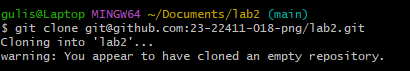 gulis@Laptop MINGW64 ~/Documents/lab2 (main)
$ git clone git@github.com:23-22411-018-png/lab2.git
Cloning into 'lab2'...
warning: You appear to have cloned an empty repository.